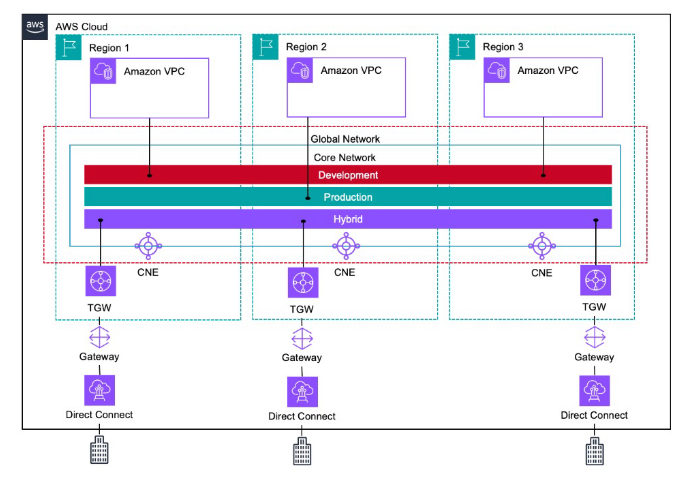 aws
AWS Cloud
Region 1
Region 2
Region 3
Amazon VPC
Amazon VPC
Amazon VPC
Global Network
Core Network
Development
Production
Hybrid
CNE
CNE
CNE
TGW
TGW
TGW
Gateway
Gateway
Gateway
Direct Connect
Direct Connect
Direct Connect